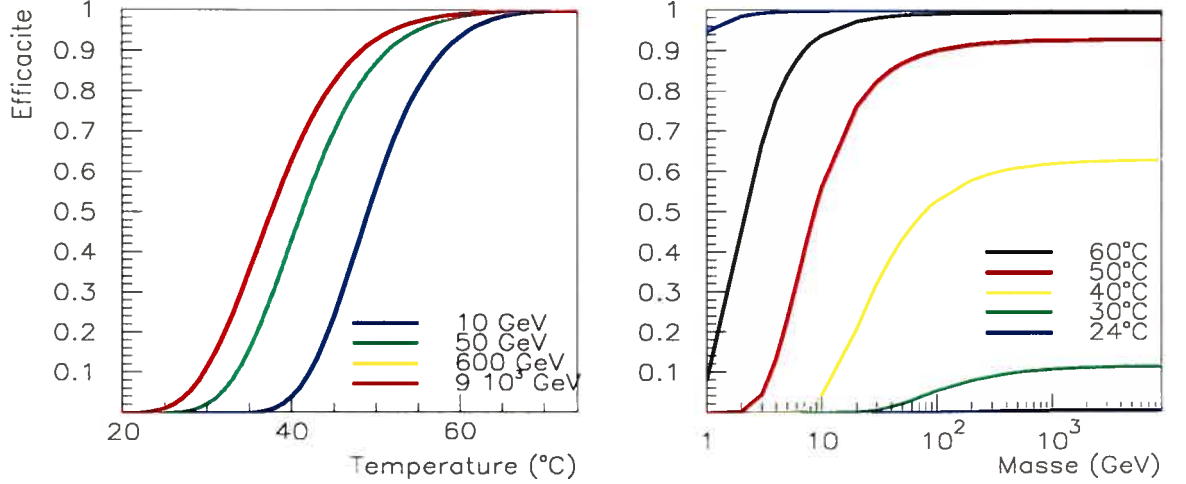 Efficacite
1
0.9
0.8
0.7
0.6
0.5
0.4
0.3
0.2
0.1
20 40 60
Temperature (°C)
10 GeV
50 GeV
600 GeV
9 10³ GeV
1
0.9
0.8
0.7
0.6
0.5
0.4
0.3
0.2
0.1
1 10 10² 10³
Masse (GeV)
60°C
50°C
40°C
30°C
24°C